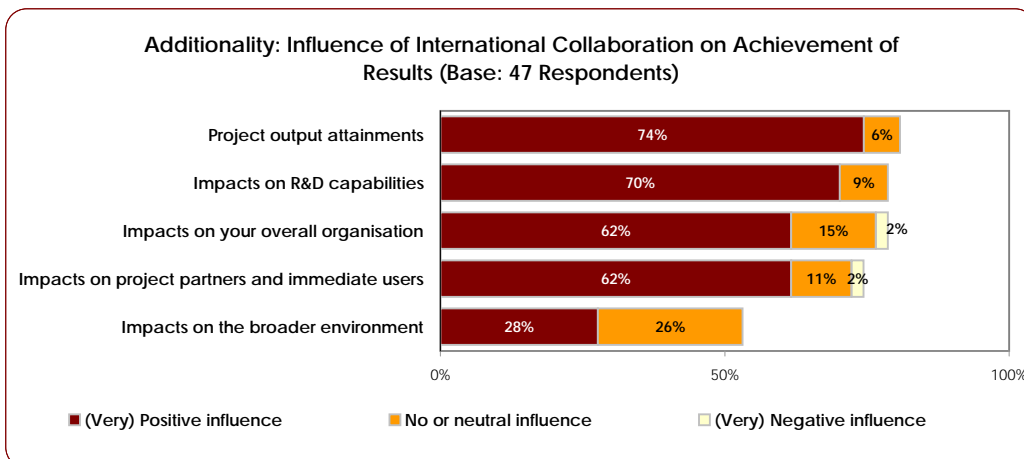 Additionality: Influence of International Collaboration on Achievement of
Results (Base: 47 Respondents)
Project output attainments 74% 6%
Impacts on R&D capabilities 70% 9%
Impacts on your overall organisation 62% 15% 2%
Impacts on project partners and immediate users 62% 11% 2%
Impacts on the broader environment 28% 26%
0% 50% 100%
(Very) Positive influence No or neutral influence (Very) Negative influence